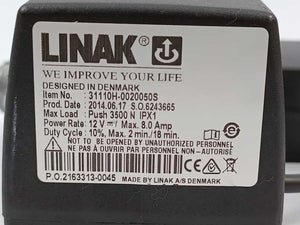 LINAK®
WE IMPROVE YOUR LIFE
DESIGNED IN DENMARK
Item No. : 31110H-0020050S
Prod. Date : 2014.06.17 S.O.6243665
Max Load : Push 3500 N IPX1
Power Rate : 12 V⎓/ Max. 8.0 Amp
Duty Cycle : 10%, Max. 2 min./18 min.
NOT TO BE OPENED BY UNAUTHORIZED PERSONNEL
NE PAS À OUVRIR PAR PERSONNEL NON AUTORISÉ
P.O.2163313-0045 MADE BY LINAK A/S DENMARK